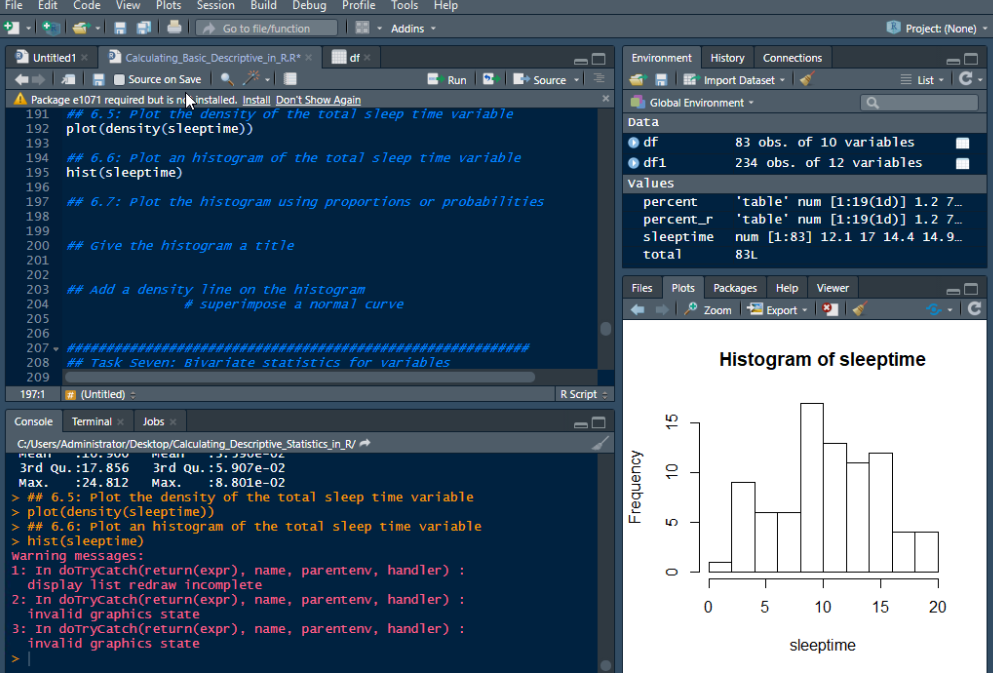 File Edit Code View Plots Session Build Debug Profile Tools Help
Go to file/function Addins Project: (None)
Untitled1 Calculating_Basic_Descriptive_in_R.R* df
Source on Save Run Source
Package e1071 required but is not installed. Install Don't Show Again
191 ## 6.5: Plot the density of the total sleep time variable
192 plot(density(sleeptime))
193
194 ## 6.6: Plot an histogram of the total sleep time variable
195 hist(sleeptime)
196
197 ## 6.7: Plot the histogram using proportions or probabilities
198
199
200 ## Give the histogram a title
201
202
203 ## Add a density line on the histogram
204 # superimpose a normal curve
205
206
207 ##########################################################
208 ## Task Seven: Bivariate statistics for variables
209
197:1 # (Untitled) R Script
Console Terminal Jobs
C:/Users/Administrator/Desktop/Calculating_Descriptive_Statistics_in_R/
3rd Qu.:17.856 3rd Qu.:5.907e-02
Max. :24.812 Max. :8.801e-02
> ## 6.5: Plot the density of the total sleep time variable
> plot(density(sleeptime))
> ## 6.6: Plot an histogram of the total sleep time variable
> hist(sleeptime)
Warning messages:
1: In doTryCatch(return(expr), name, parentenv, handler) :
display list redraw incomplete
2: In doTryCatch(return(expr), name, parentenv, handler) :
invalid graphics state
3: In doTryCatch(return(expr), name, parentenv, handler) :
invalid graphics state
>
Environment History Connections
Import Dataset List
Global Environment
Data
df 83 obs. of 10 variables
df1 234 obs. of 12 variables
Values
percent 'table' num [1:19(1d)] 1.2 7…
percent_r 'table' num [1:19(1d)] 1.2 7…
sleeptime num [1:83] 12.1 17 14.4 14.9…
total 83L
Files Plots Packages Help Viewer
Zoom Export
Histogram of sleeptime
Frequency
15
10
5
0
0 5 10 15 20
sleeptime